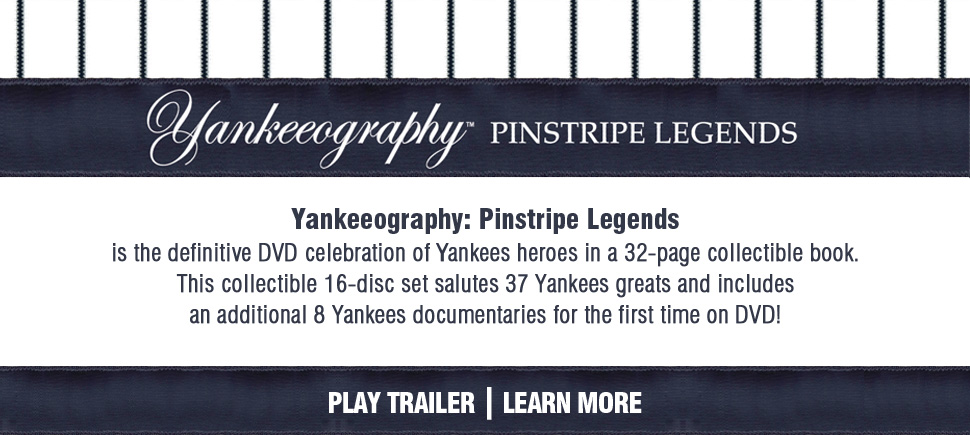 Yankeeography™ PINSTRIPE LEGENDS
Yankeeography: Pinstripe Legends
is the definitive DVD celebration of Yankees heroes in a 32-page collectible book.
This collectible 16-disc set salutes 37 Yankees greats and includes
an additional 8 Yankees documentaries for the first time on DVD!
PLAY TRAILER | LEARN MORE